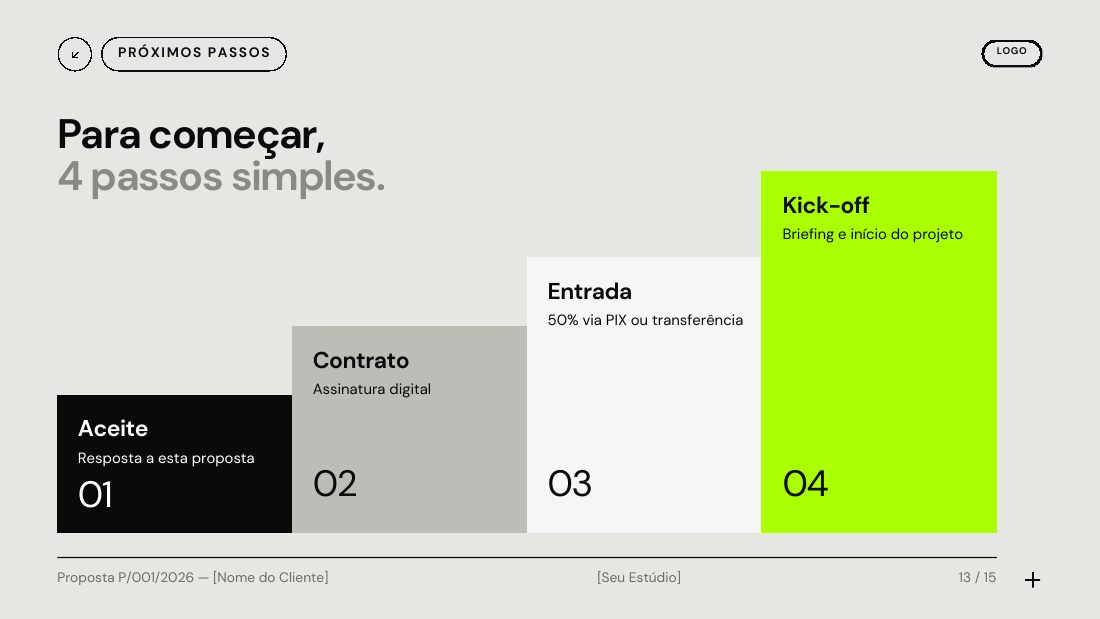 PRÓXIMOS PASSOS
LOGO
Para começar,
4 passos simples.
Kick-off
Briefing e início do projeto
Entrada
50% via PIX ou transferência
Contrato
Assinatura digital
Aceite
Resposta a esta proposta
01
02
03
04
Proposta P/001/2026 — [Nome do Cliente]
[Seu Estúdio]
13 / 15